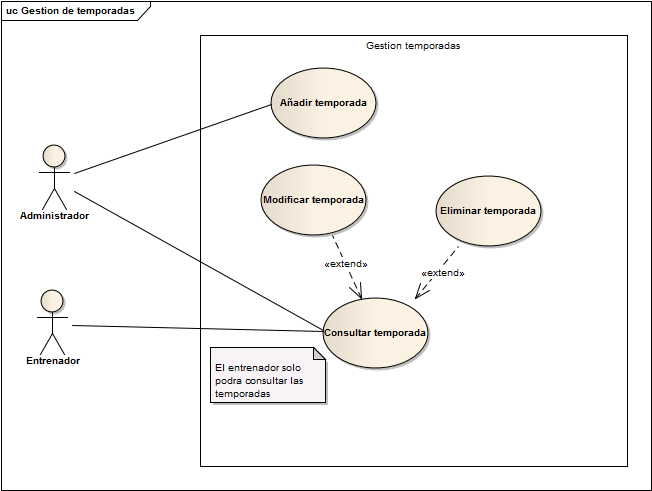 uc Gestion de temporadas
Gestion temporadas
Añadir temporada
Modificar temporada
Eliminar temporada
Administrador
«extend»
«extend»
Consultar temporada
Entrenador
El entrenador solo
podra consultar las
temporadas